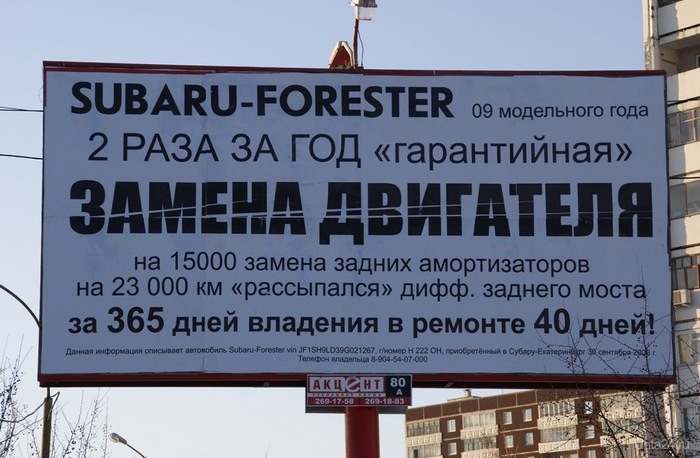 SUBARU-FORESTER 09 модельного года
2 РАЗА ЗА ГОД «гарантийная»
ЗАМЕНА ДВИГАТЕЛЯ
на 15000 замена задних амортизаторов
на 23 000 км «рассыпался» дифф. заднего моста
за 365 дней владения в ремонте 40 дней!
Данная информация описывает автомобиль Subaru-Forester vin JF1SH9LD39G021267, г/номер Н 222 ОН, приобретённый в Субару-Екатеринбург 30 сентября 2008 г.
Телефоч владельца 8-904-54-07-000
АКЦЕНТ 80
РЕКЛАМНАЯ ФИРМА А
269-17-58 269-18-83